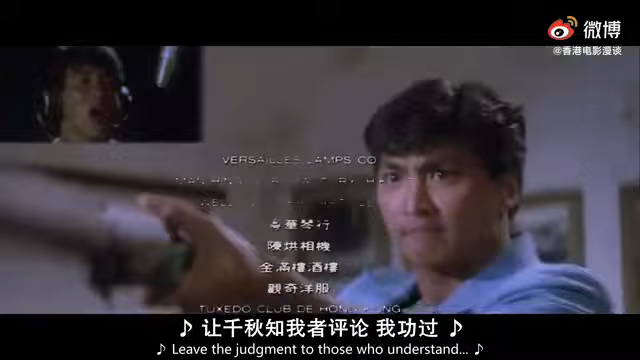 微博
@香港电影漫谈
VERSAILLES LAMPS CO
粤華琴行
陳烘相機
金滿樓酒樓
觀奇洋服
TUXEDO CLUB DE HONG KONG
♪ 让千秋知我者评论 我功过 ♪
♪ Leave the judgment to those who understand... ♪